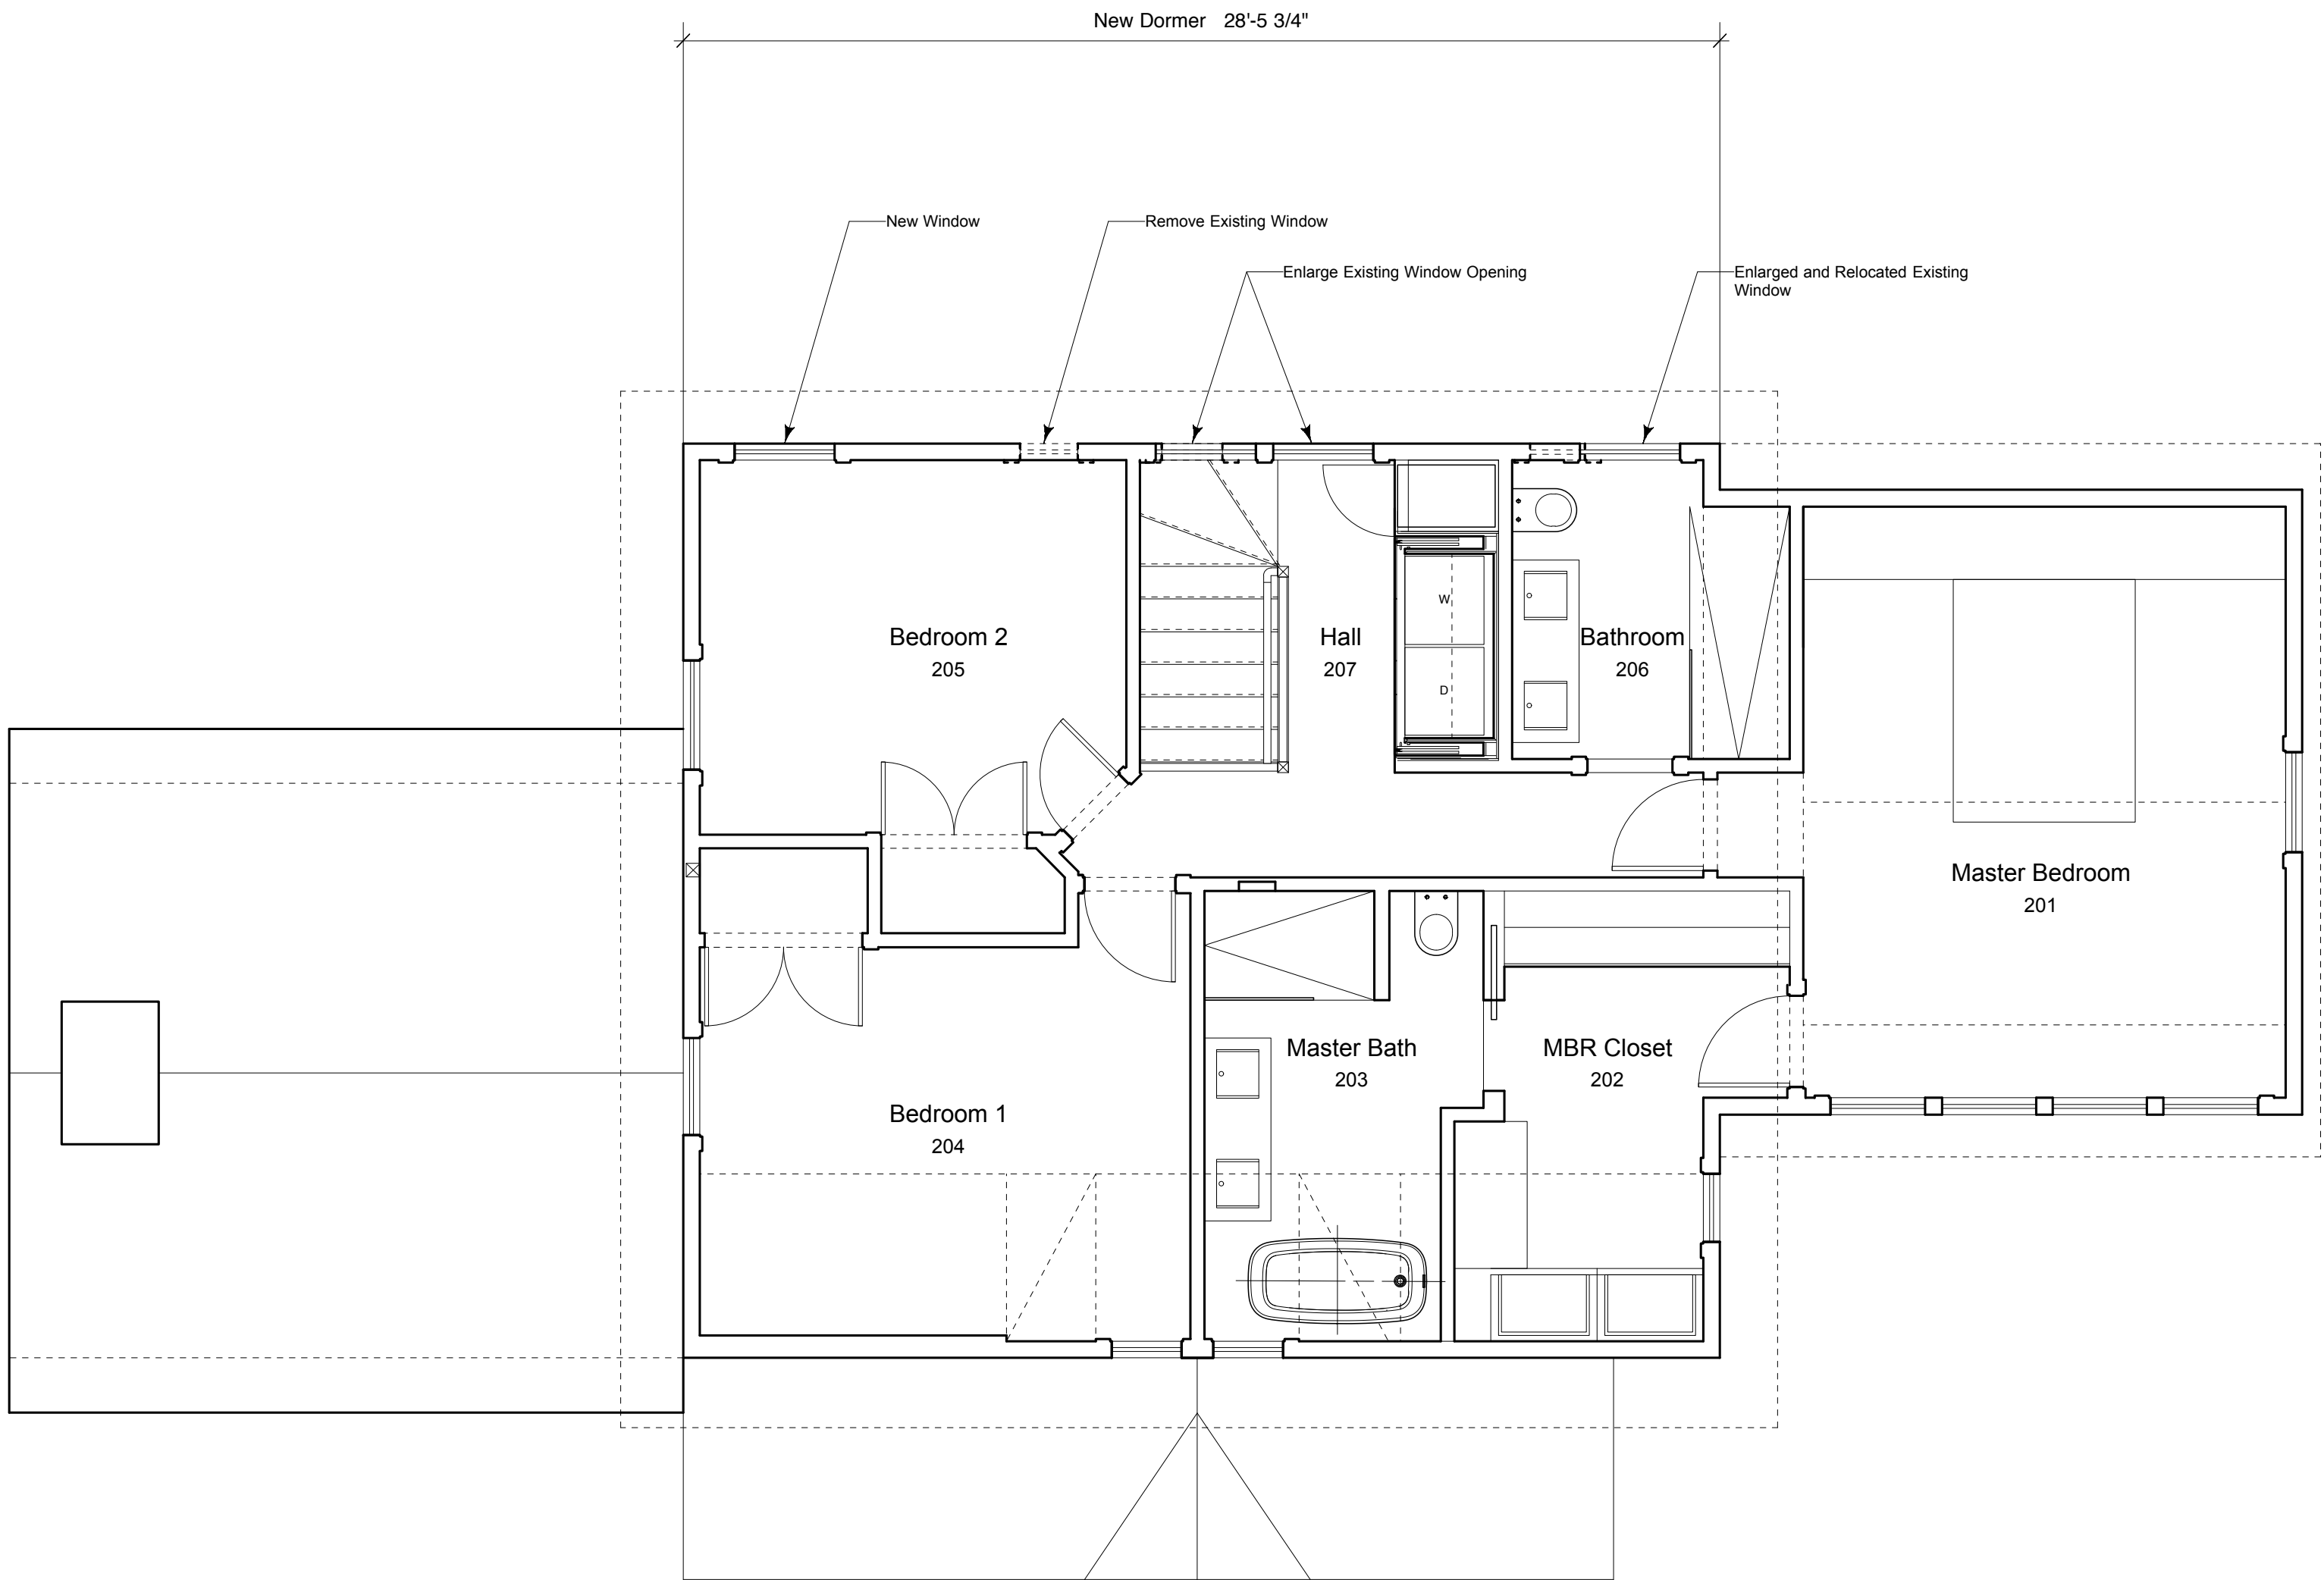 New Dormer 28'-5 3/4"
New Window
Remove Existing Window
Enlarge Existing Window Opening
Enlarged and Relocated Existing
Window
W
Bedroom 2
205
Hall
207
Bathroom
206
D
Master Bedroom
201
Master Bath
203
MBR Closet
202
Bedroom 1
204